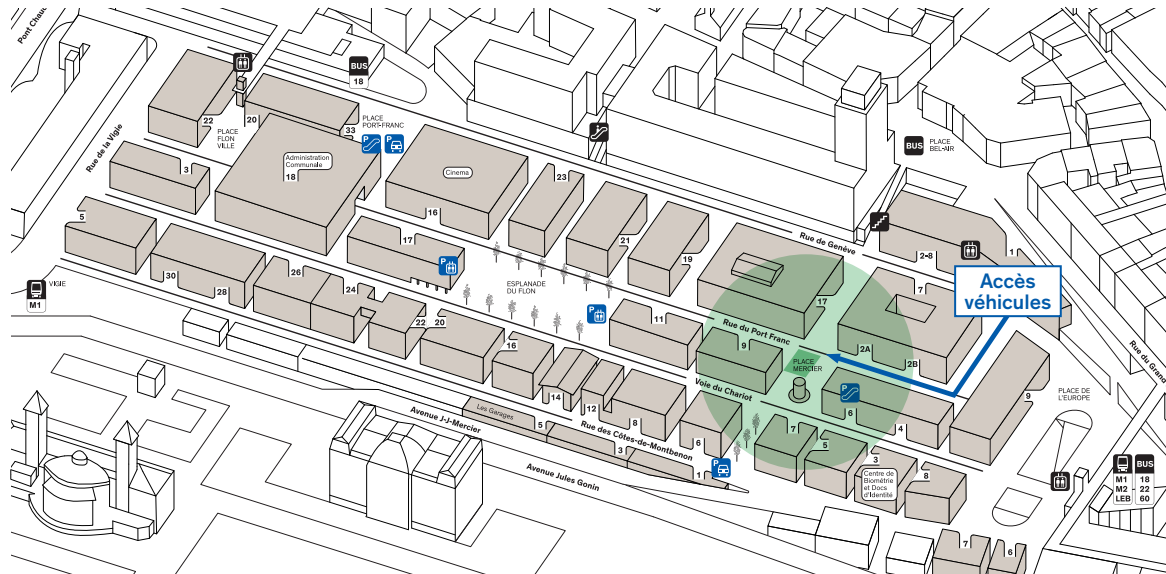 Pont Chaud
BUS
18
22
20
PLACE
FLON
VILLE
33
PLACE
PORT-FRANC
P
P
Rue de la Vigie
3
Administration
Communale
18
Cinema
16
23
BUS
PLACE
BEL-AIR
5
17
P
21
19
Rue de Genève
2-8
1
Accès
véhicules
30
28
26
24
22
20
ESPLANADE
DU FLON
P
11
17
7
VIGIE
M1
16
14
12
8
Rue du Port Franc
9
PLACE
MERCIER
2A
2B
Rue du Grand
Voie du Chariot
P
6
4
9
PLACE DE
L'EUROPE
Avenue J-J-Mercier
Les Garages
5
3
1
Rue des Côtes-de-Montbenon
6
P
7
5
3
8
Centre de
Biométrie
et Docs
d'Identité
Avenue Jules Gonin
BUS
M1 18
M2 22
LEB 60
7
6